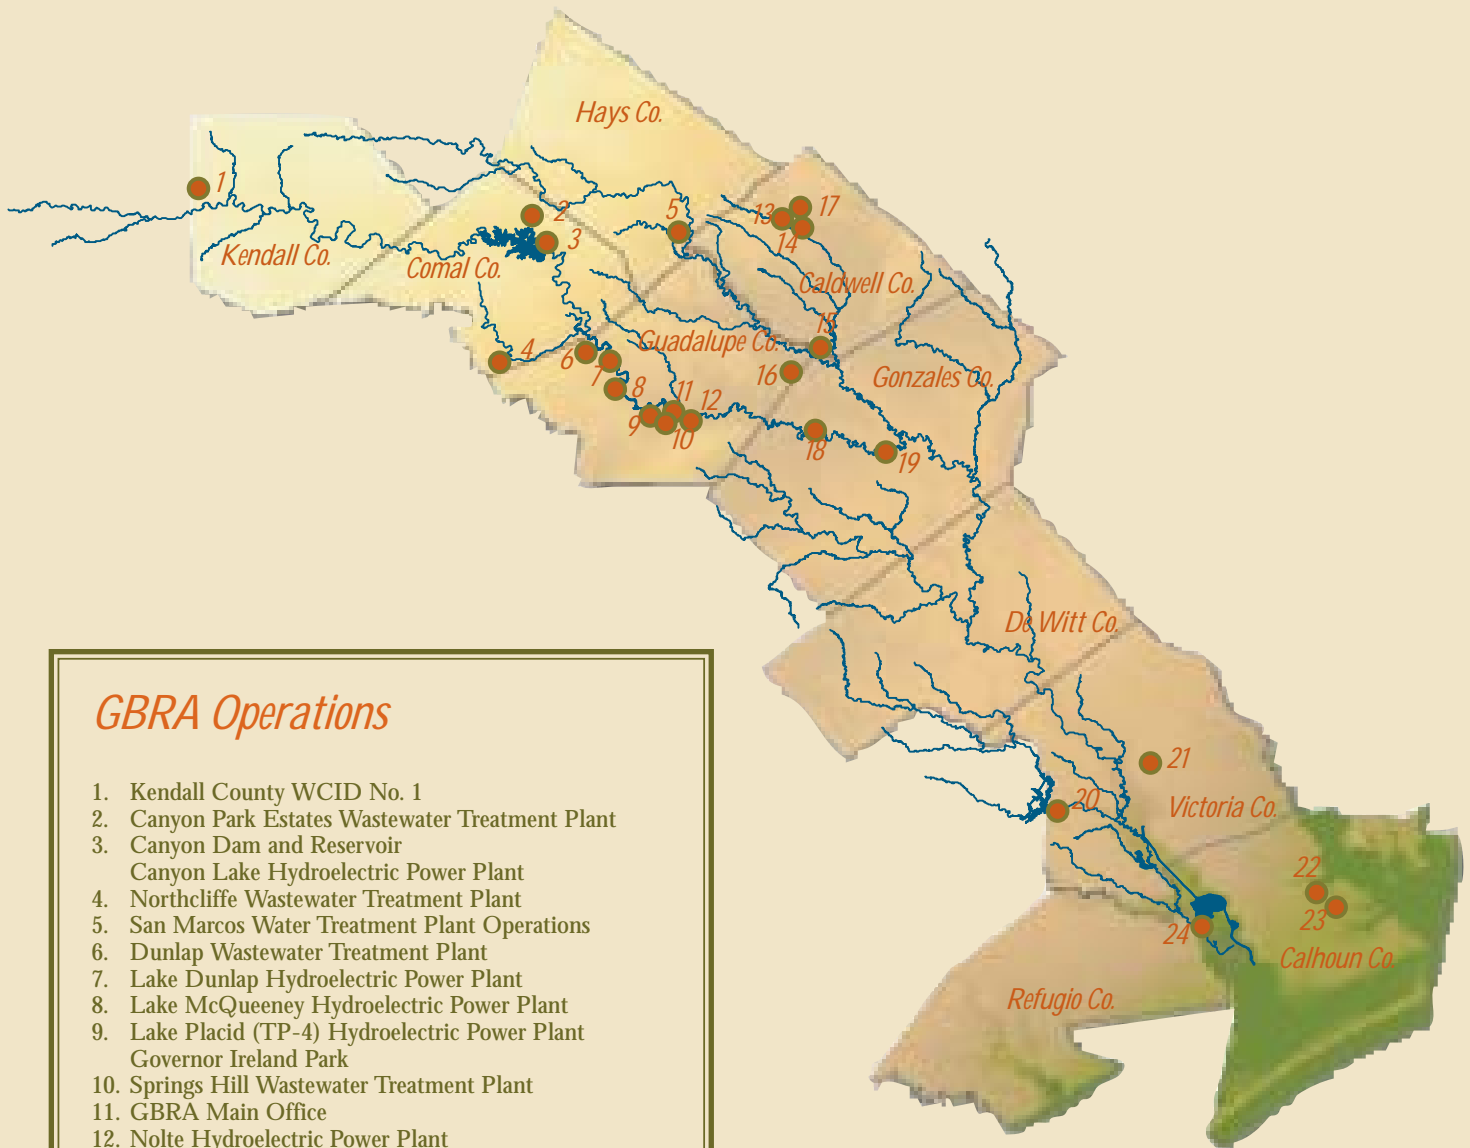 Hays Co.
1
2
5
13
17
14
3
Kendall Co.
Comal Co.
Caldwell Co.
15
Guadalupe Co.
4
6
7
16
Gonzales Co.
8
11
12
9
10
18
19
De Witt Co.
21
20
Victoria Co.
22
23
24
Calhoun Co.
Refugio Co.
GBRA Operations
1. Kendall County WCID No. 1
2. Canyon Park Estates Wastewater Treatment Plant
3. Canyon Dam and Reservoir
Canyon Lake Hydroelectric Power Plant
4. Northcliffe Wastewater Treatment Plant
5. San Marcos Water Treatment Plant Operations
6. Dunlap Wastewater Treatment Plant
7. Lake Dunlap Hydroelectric Power Plant
8. Lake McQueeney Hydroelectric Power Plant
9. Lake Placid (TP-4) Hydroelectric Power Plant
Governor Ireland Park
10. Springs Hill Wastewater Treatment Plant
11. GBRA Main Office
12. Nolte Hydroelectric Power Plant